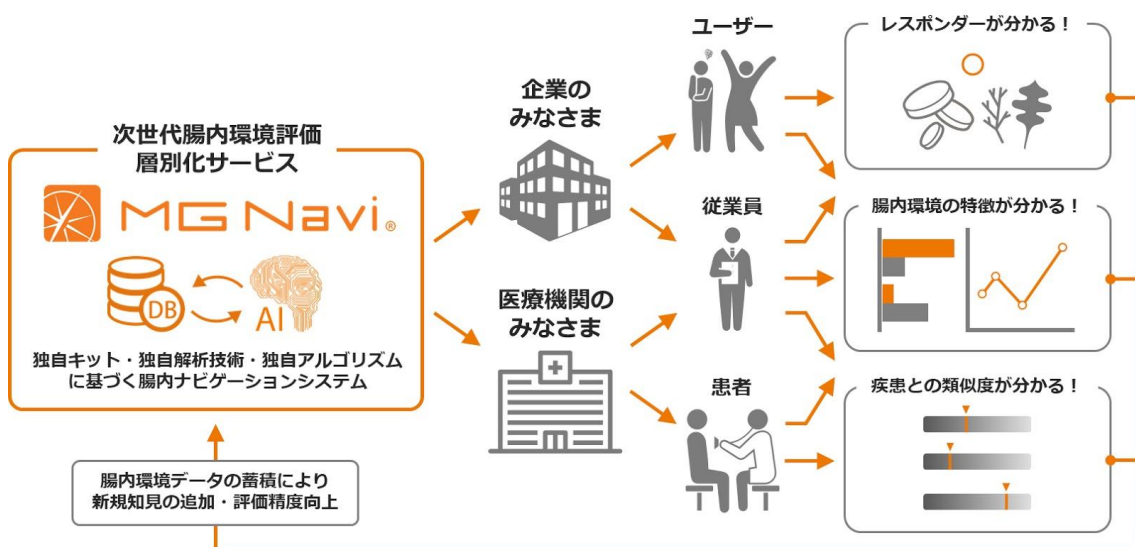 次世代腸内環境評価
層別化サービス
MG Navi®
DB
AI
独自キット・独自解析技術・独自アルゴリズム
に基づく腸内ナビゲーションシステム
腸内環境データの蓄積により
新規知見の追加・評価精度向上
企業の
みなさま
医療機関の
みなさま
ユーザー
従業員
患者
レスポンダーが分かる!
腸内環境の特徴が分かる!
疾患との類似度が分かる!